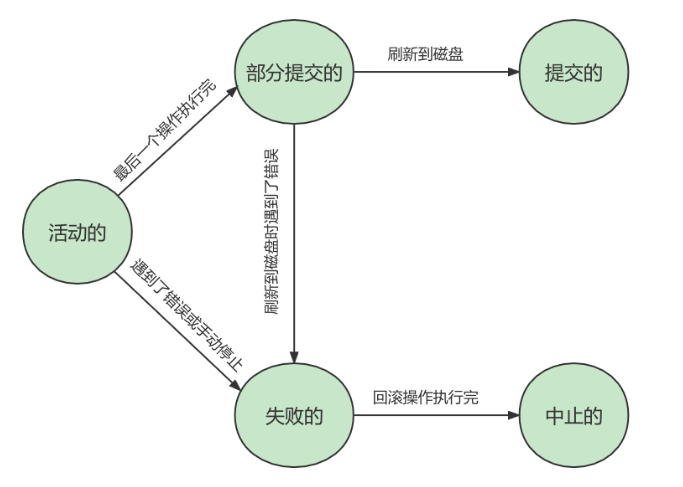 部分提交的
刷新到磁盘
提交的
最后一个操作执行完
活动的
刷新到磁盘时遇到了错误
遇到了错误或手动停止
失败的
回滚操作执行完
中止的